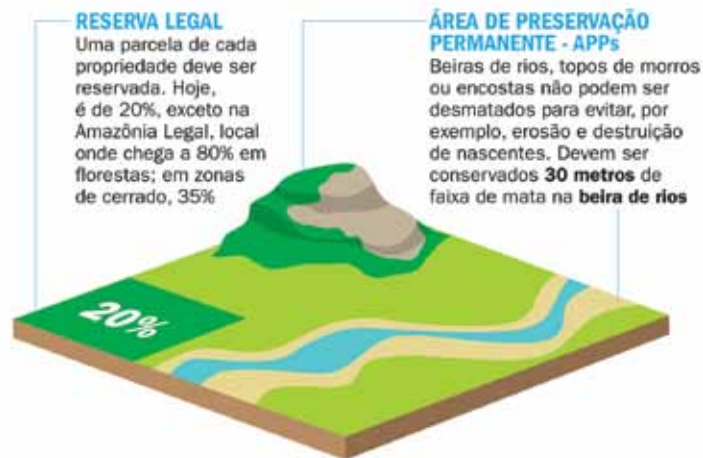 RESERVA LEGAL
Uma parcela de cada
propriedade deve ser
reservada. Hoje,
é de 20%, exceto na
Amazônia Legal, local
onde chega a 80% em
florestas; em zonas
de cerrado, 35%
ÁREA DE PRESERVAÇÃO
PERMANENTE - APPs
Beiras de rios, topos de morros
ou encostas não podem ser
desmatados para evitar, por
exemplo, erosão e destruição
de nascentes. Devem ser
conservados 30 metros de
faixa de mata na beira de rios
20%